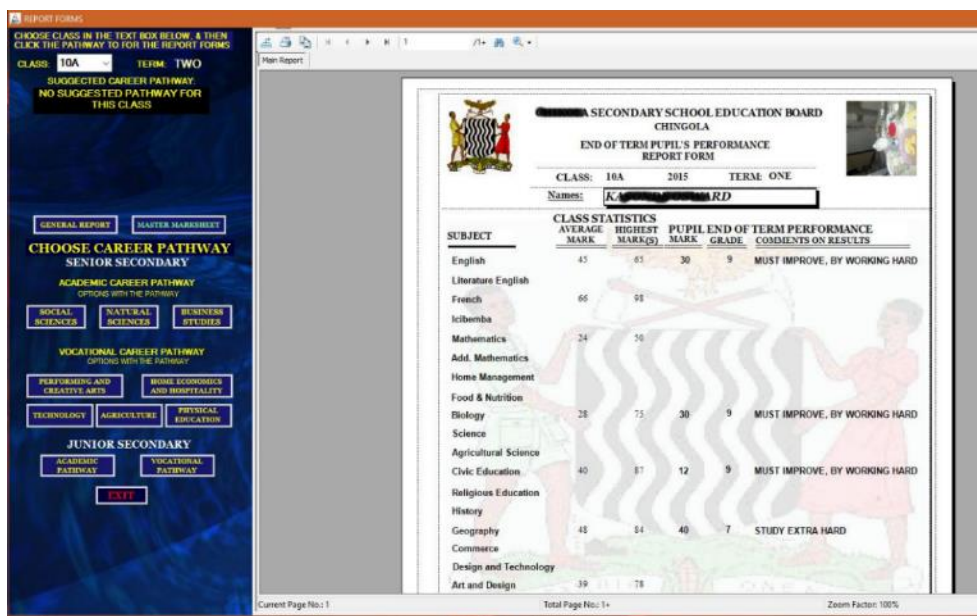 REPORT FORMS
CHOOSE CLASS IN THE TEXT BOX BELOW, & THEN
CLICK THE PATHWAY TO FOR THE REPORT FORMS
CLASS: 10A TERM: TWO
SUGGECTED CAREER PATHWAY:
NO SUGGESTED PATHWAY FOR
THIS CLASS
GENERAL REPORT MASTER MARKSHEET
CHOOSE CAREER PATHWAY
SENIOR SECONDARY
ACADEMIC CAREER PATHWAY
OPTIONS WITH THE PATHWAY
SOCIAL SCIENCES
NATURAL SCIENCES
BUSINESS STUDIES
VOCATIONAL CAREER PATHWAY
OPTIONS WITH THE PATHWAY
PERFORMING AND CREATIVE ARTS
HOME ECONOMICS AND HOSPITALITY
TECHNOLOGY
AGRICULTURE
PHYSICAL EDUCATION
JUNIOR SECONDARY
ACADEMIC PATHWAY
VOCATIONAL PATHWAY
EXIT
1 /1+
Main Report
A SECONDARY SCHOOL EDUCATION BOARD
CHINGOLA
END OF TERM PUPIL'S PERFORMANCE
REPORT FORM
CLASS: 10A 2015 TERM: ONE
Names:
CLASS STATISTICS
SUBJECT AVERAGE MARK HIGHEST MARK(S) PUPIL END OF TERM PERFORMANCE
MARK GRADE COMMENTS ON RESULTS
English 45 65 30 9 MUST IMPROVE, BY WORKING HARD
Literature English
French 66 98
Icibemba
Mathematics 24 50
Add. Mathematics
Home Management
Food & Nutrition
Biology 28 75 30 9 MUST IMPROVE, BY WORKING HARD
Science
Agricultural Science
Civic Education 40 87 12 9 MUST IMPROVE, BY WORKING HARD
Religious Education
History
Geography 48 84 40 7 STUDY EXTRA HARD
Commerce
Design and Technology
Art and Design 39 78
Current Page No.: 1 Total Page No.: 1+ Zoom Factor: 100%